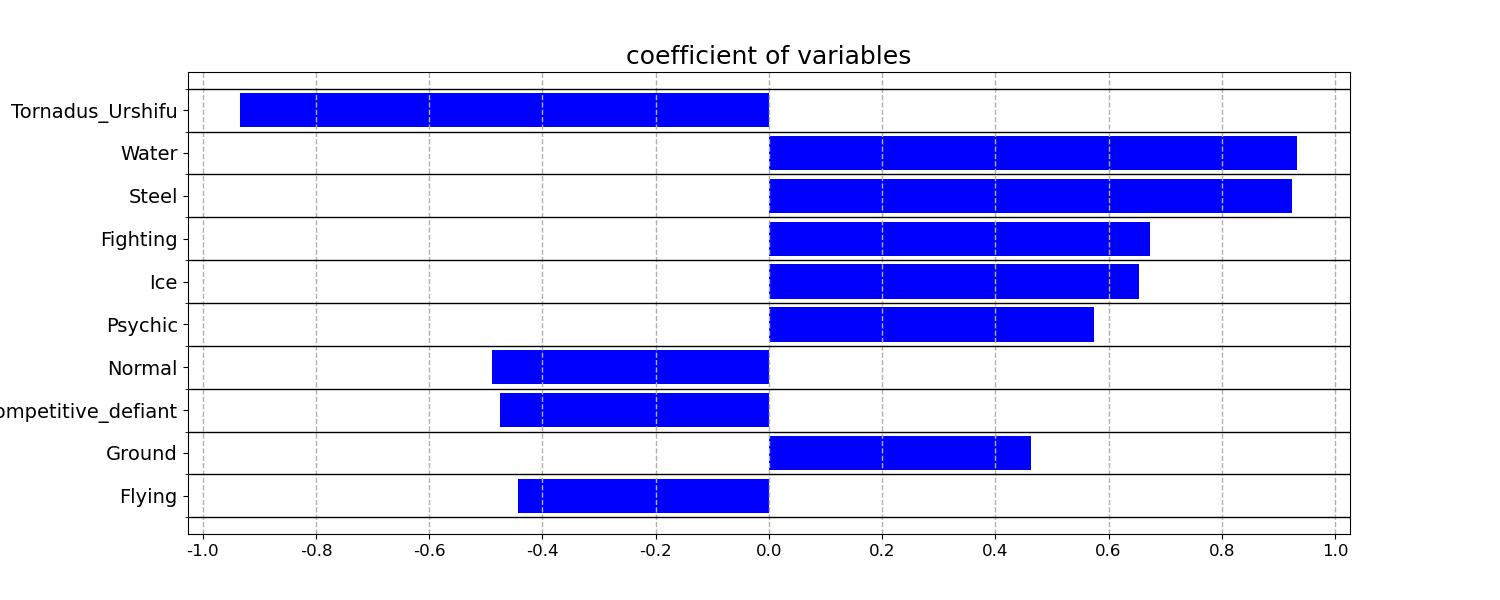 coefficient of variables
Tornadus_Urshifu
Water
Steel
Fighting
Ice
Psychic
Normal
ompetitive_defiant
Ground
Flying
-1.0 -0.8 -0.6 -0.4 -0.2 0.0 0.2 0.4 0.6 0.8 1.0